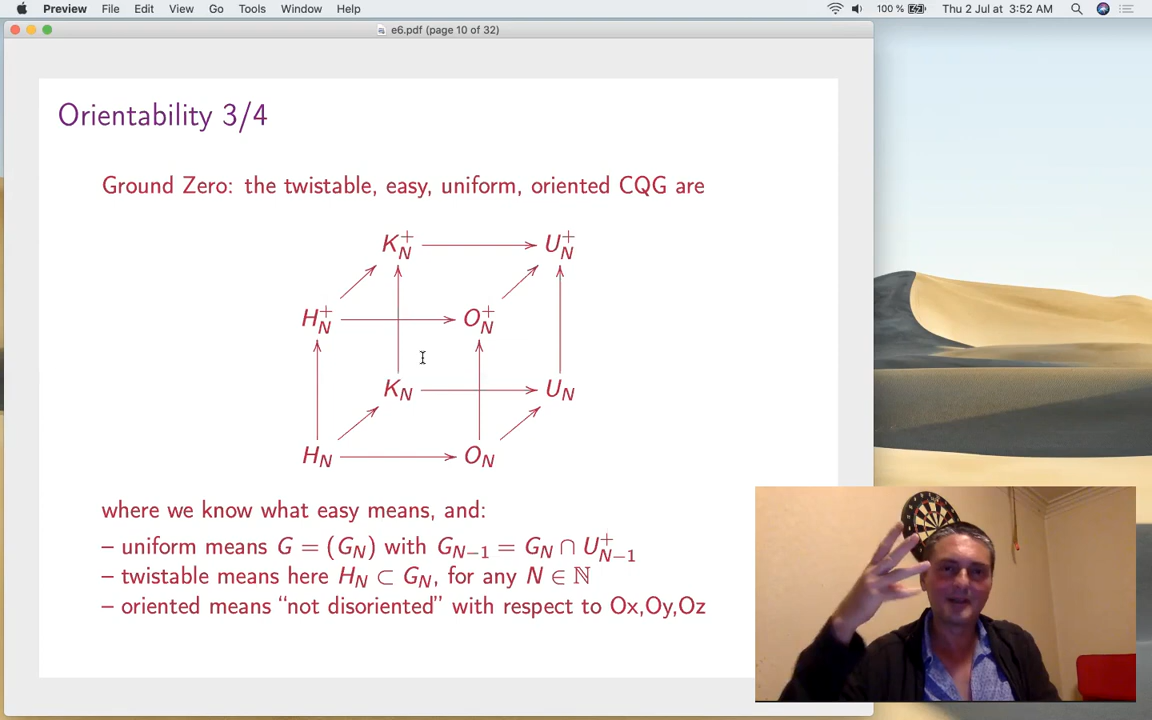 Preview File Edit View Go Tools Window Help 100 % Thu 2 Jul at 3:52 AM
e6.pdf (page 10 of 32)
Orientability 3/4
Ground Zero: the twistable, easy, uniform, oriented CQG are
K_N^+ U_N^+
H_N^+ O_N^+
K_N U_N
H_N O_N
where we know what easy means, and:
– uniform means G = (G_N) with G_{N−1} = G_N ∩ U_{N−1}^+
– twistable means here H_N ⊂ G_N, for any N ∈ ℕ
– oriented means “not disoriented” with respect to Ox,Oy,Oz